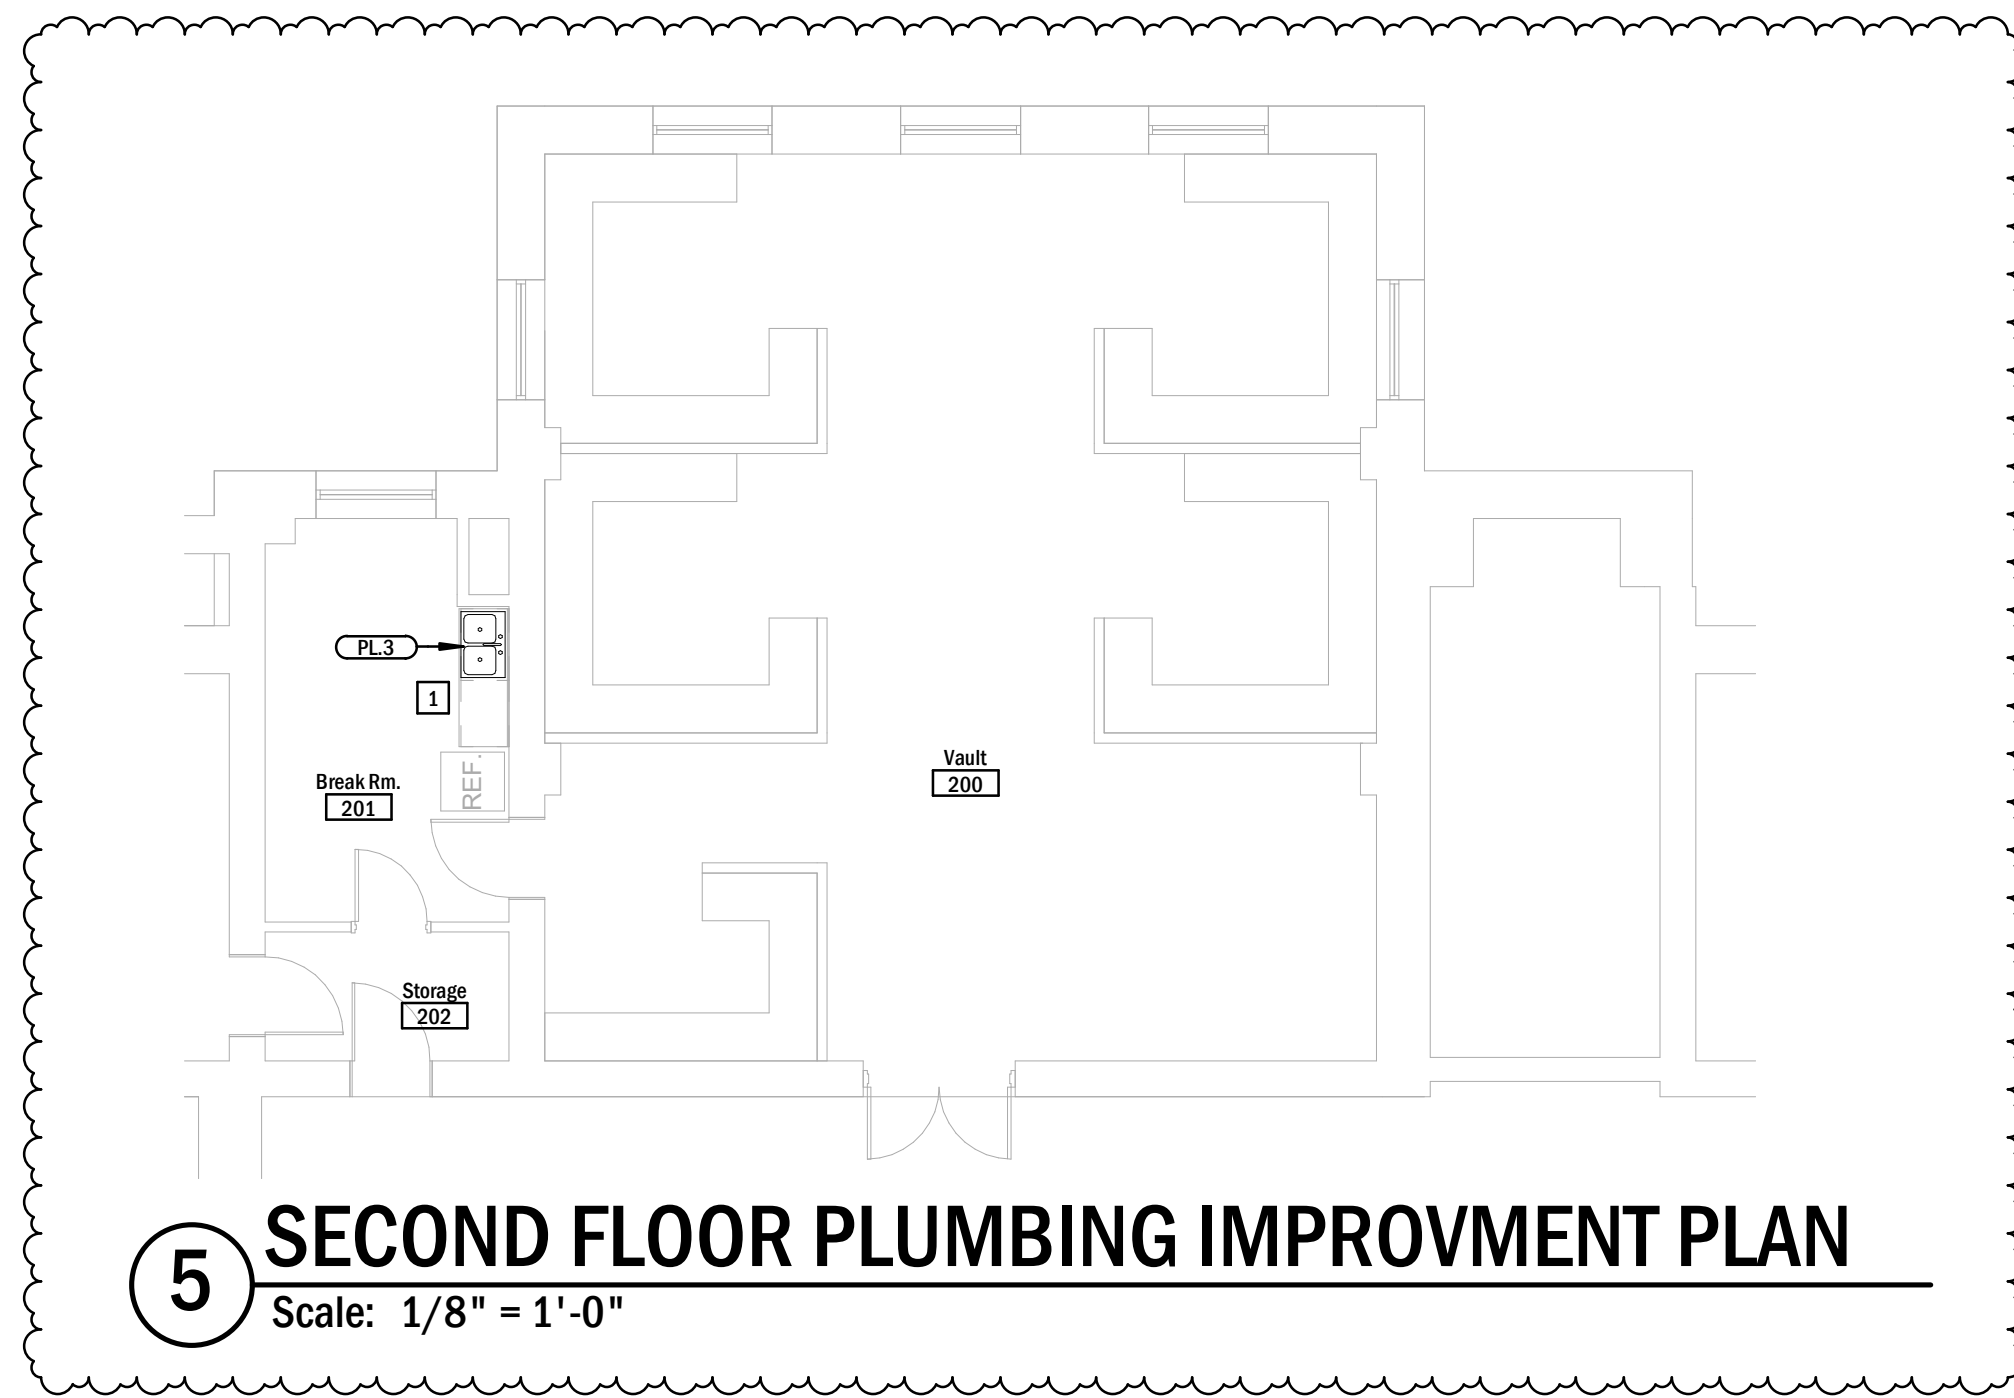 PL.3
1
REF.
Break Rm.
201
Vault
200
Storage
202
5
SECOND FLOOR PLUMBING IMPROVMENT PLAN
Scale: 1/8" = 1'-0"